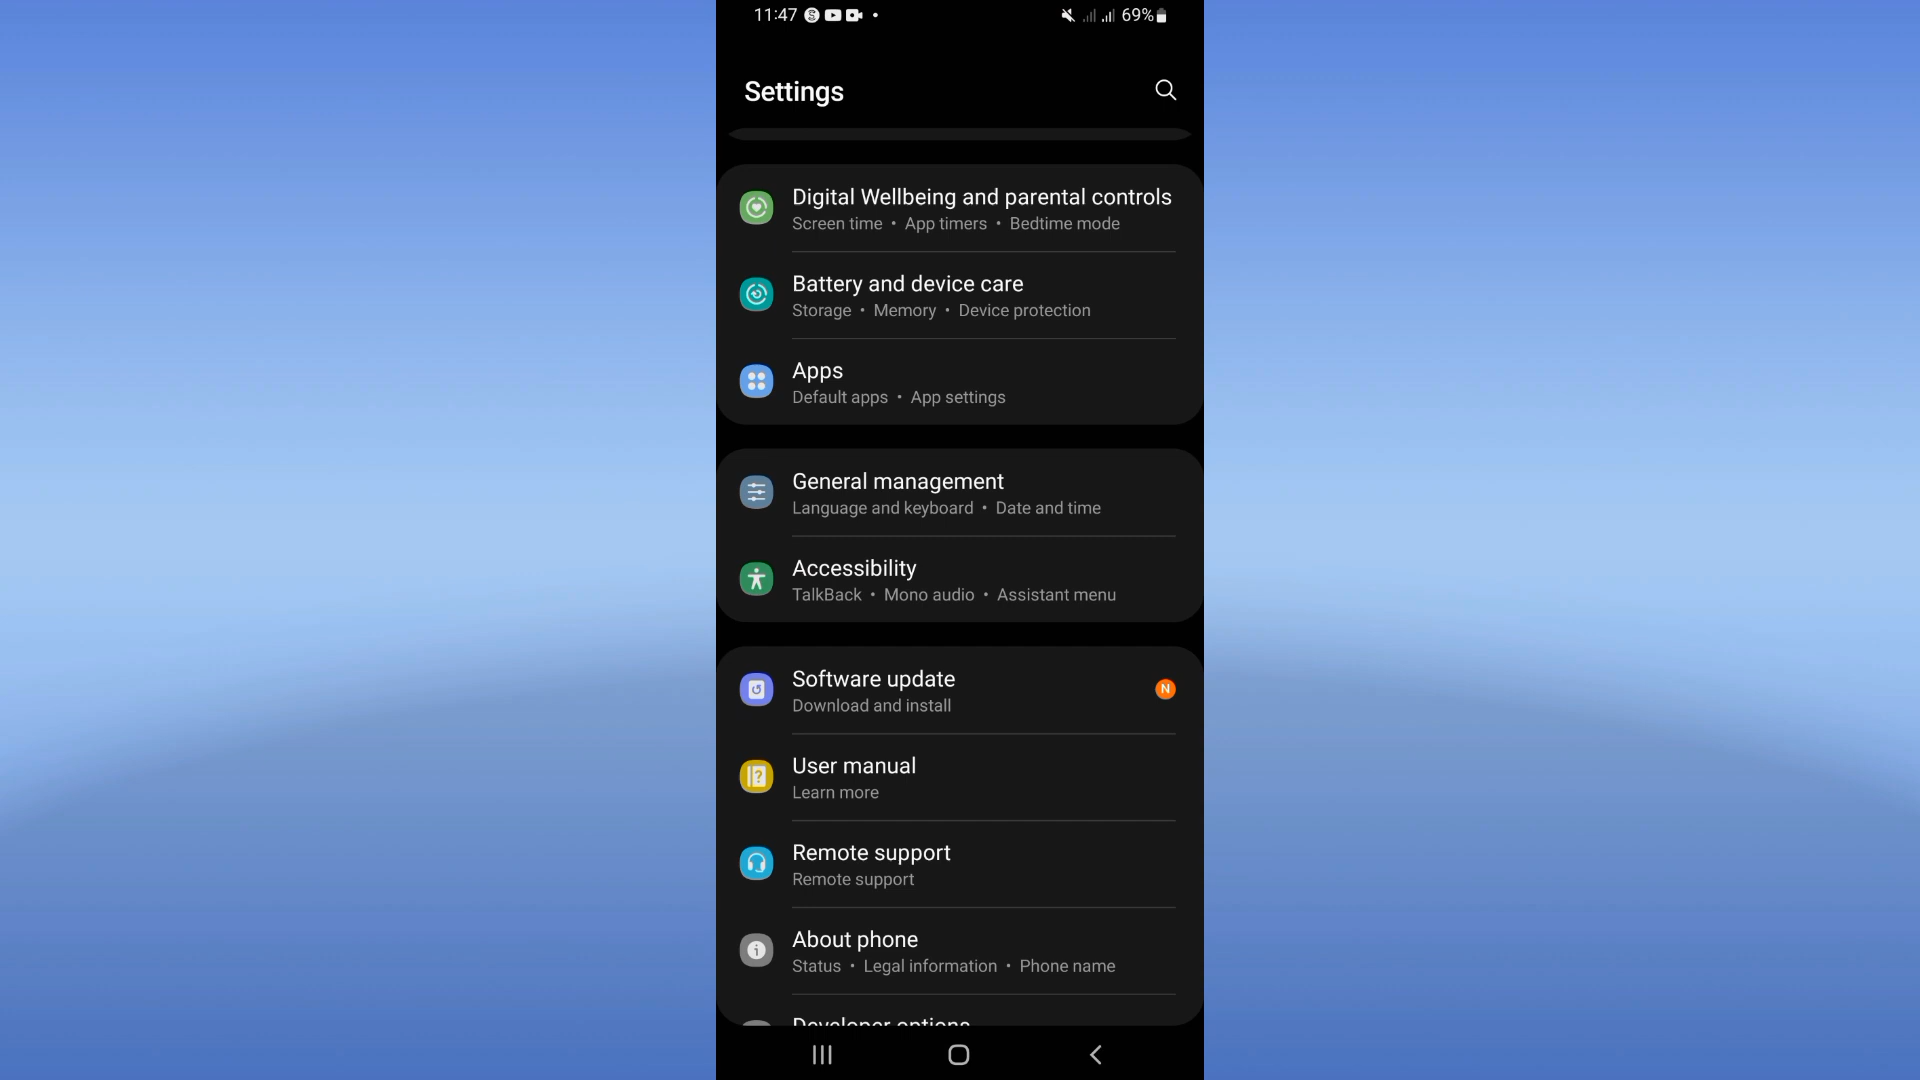 11:47 69%
Settings
Digital Wellbeing and parental controls
Screen time • App timers • Bedtime mode
Battery and device care
Storage • Memory • Device protection
Apps
Default apps • App settings
General management
Language and keyboard • Date and time
Accessibility
TalkBack • Mono audio • Assistant menu
Software update
N
Download and install
User manual
Learn more
Remote support
Remote support
About phone
Status • Legal information • Phone name
Developer options